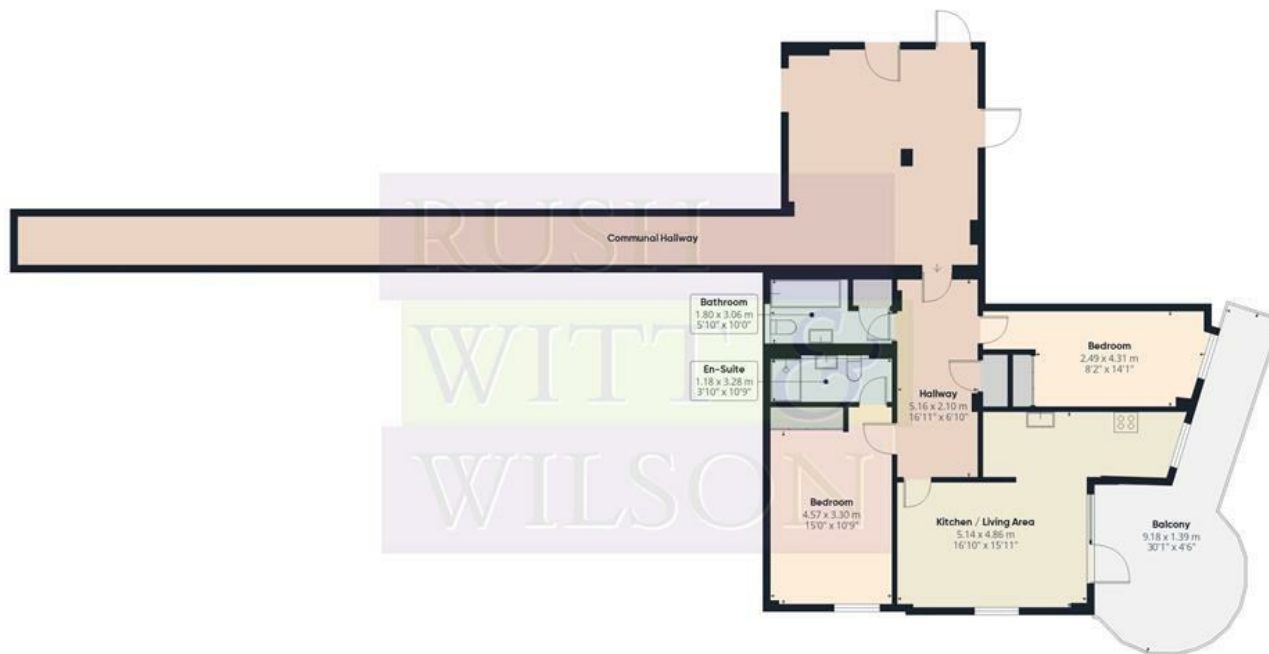 RUSH
WITT &
WILSON
Communal Hallway
Bathroom
1.80 x 3.06 m
5'10" x 10'0"
En-Suite
1.18 x 3.28 m
3'10" x 10'9"
Hallway
5.16 x 2.10 m
16'11" x 6'10"
Bedroom
2.49 x 4.31 m
8'2" x 14'1"
Bedroom
4.57 x 3.30 m
15'0" x 10'9"
Kitchen / Living Area
5.14 x 4.86 m
16'10" x 15'11"
Balcony
9.18 x 1.39 m
30'1" x 4'6"